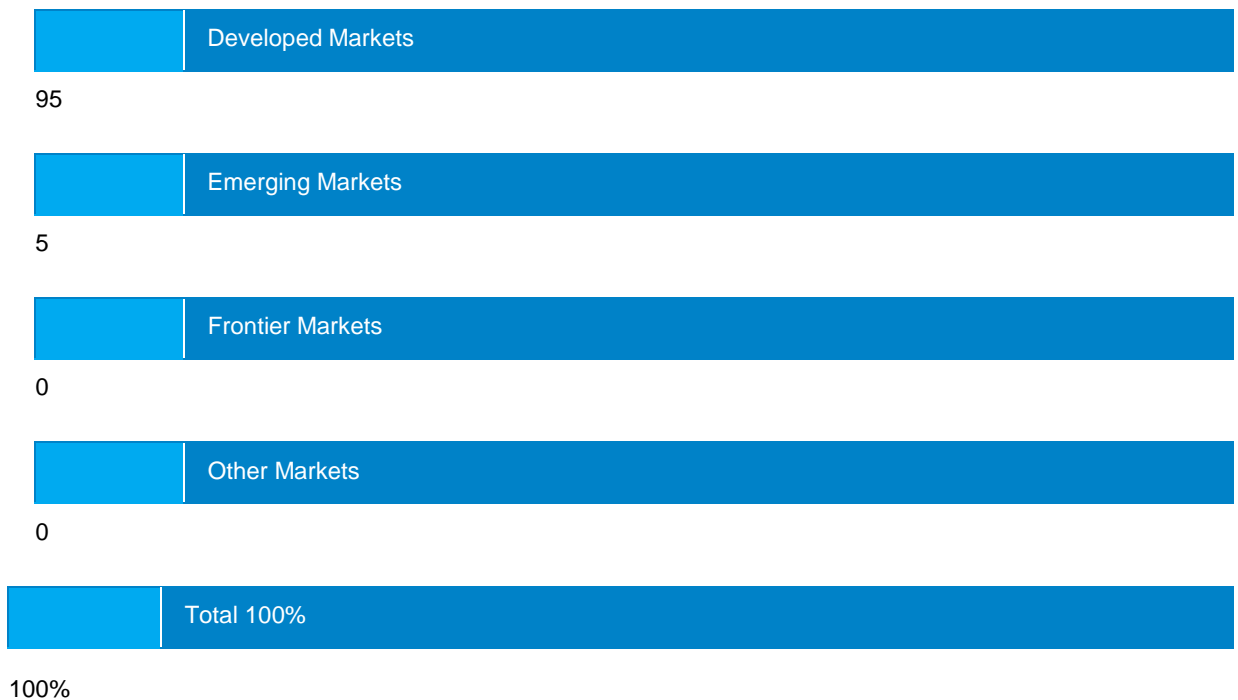 Developed Markets
95
Emerging Markets
5
Frontier Markets
0
Other Markets
0
Total 100%
100%